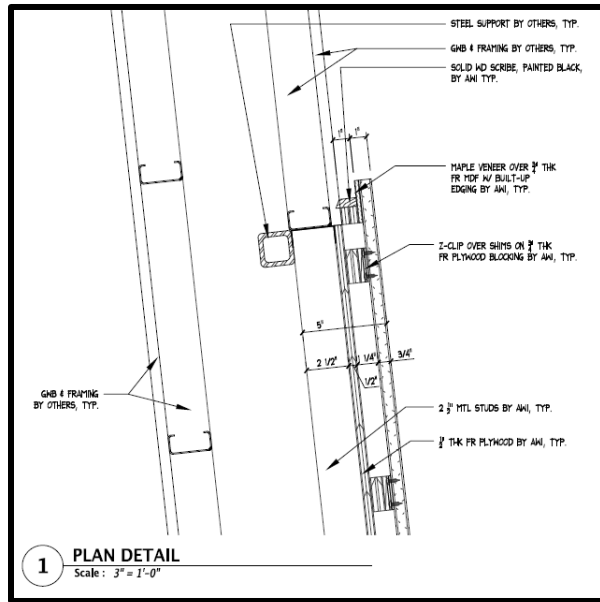 STEEL SUPPORT BY OTHERS, TYP.
GWB & FRAMING BY OTHERS, TYP.
SOLID WD SCRIBE, PAINTED BLACK,
BY AWI TYP.
1" 1"
MAPLE VENEER OVER 3/4" THK
FR MDF W/ BUILT-UP
EDGING BY AWI, TYP.
Z-CLIP OVER SHIMS ON 3/4" THK
FR PLYWOOD BLOCKING BY AWI, TYP.
5"
2 1/2" 1 1/4" 3/4"
1/2"
GWB & FRAMING
BY OTHERS, TYP.
2 1/2" MTL STUDS BY AWI, TYP.
1/2" THK FR PLYWOOD BY AWI, TYP.
1 PLAN DETAIL
Scale : 3" = 1'-0"